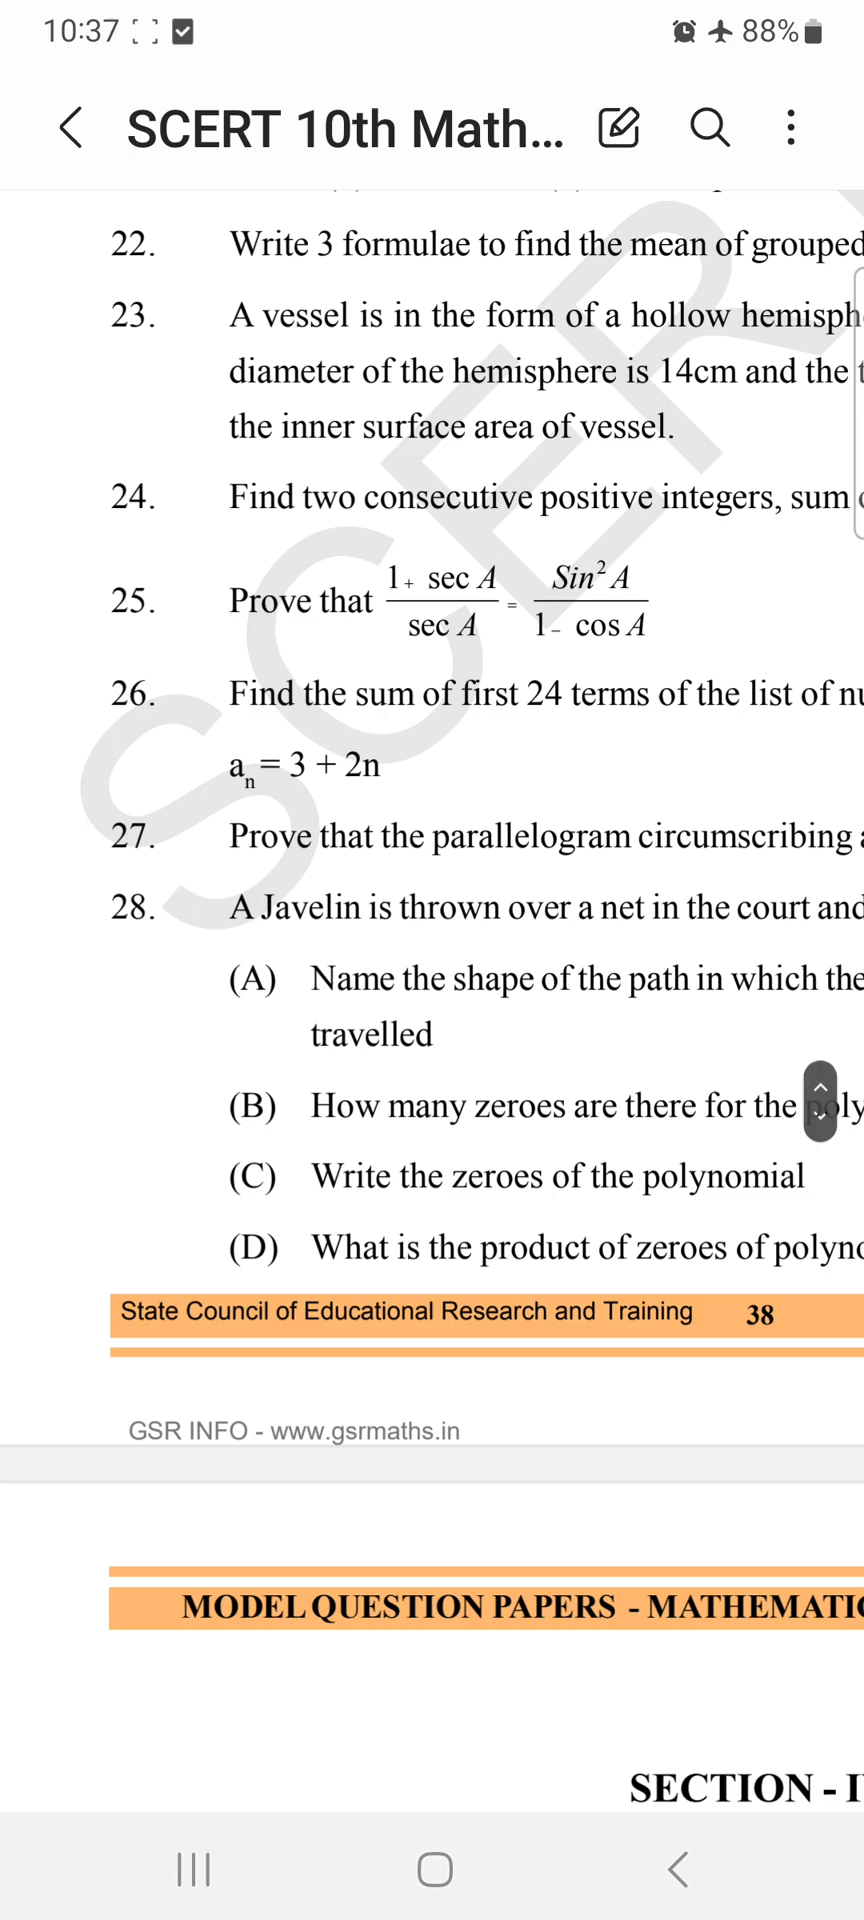 10:37 88%
SCERT 10th Math...
22. Write 3 formulae to find the mean of grouped
23. A vessel is in the form of a hollow hemisph
diameter of the hemisphere is 14cm and the
the inner surface area of vessel.
24. Find two consecutive positive integers, sum
25. Prove that (1+ sec A)/(sec A) = (Sin² A)/(1- cos A)
26. Find the sum of first 24 terms of the list of nu
aₙ = 3 + 2n
27. Prove that the parallelogram circumscribing
28. A Javelin is thrown over a net in the court and
(A) Name the shape of the path in which the
travelled
(B) How many zeroes are there for the poly
(C) Write the zeroes of the polynomial
(D) What is the product of zeroes of polyno
State Council of Educational Research and Training 38
GSR INFO - www.gsrmaths.in
MODEL QUESTION PAPERS - MATHEMATIC
SECTION - I
SCER